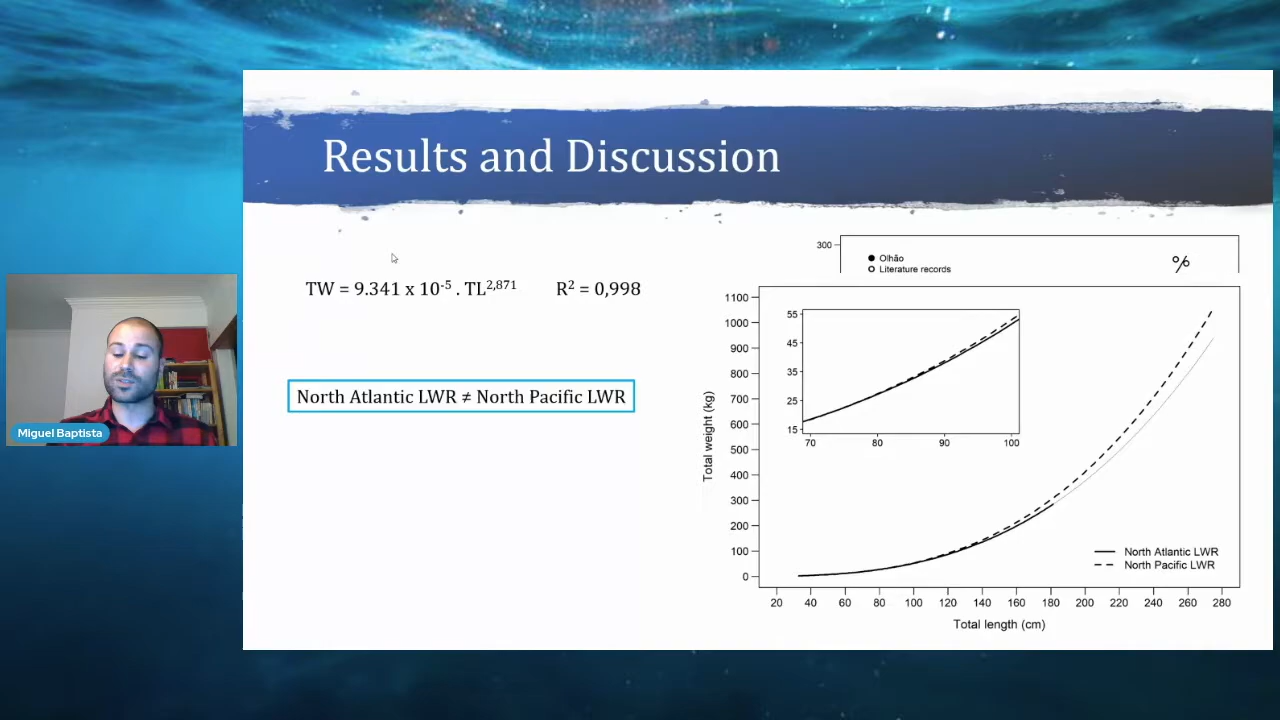 Results and Discussion
TW = 9.341 x 10-5 . TL2,871 R2 = 0,998
North Atlantic LWR ≠ North Pacific LWR
Miguel Baptista
300
Olhão
Literature records
%
1100
1000
900
800
700
600
500
400
300
200
100
0
Total weight (kg)
55
45
35
25
15
70 80 90 100
North Atlantic LWR
North Pacific LWR
20 40 60 80 100 120 140 160 180 200 220 240 260 280
Total length (cm)